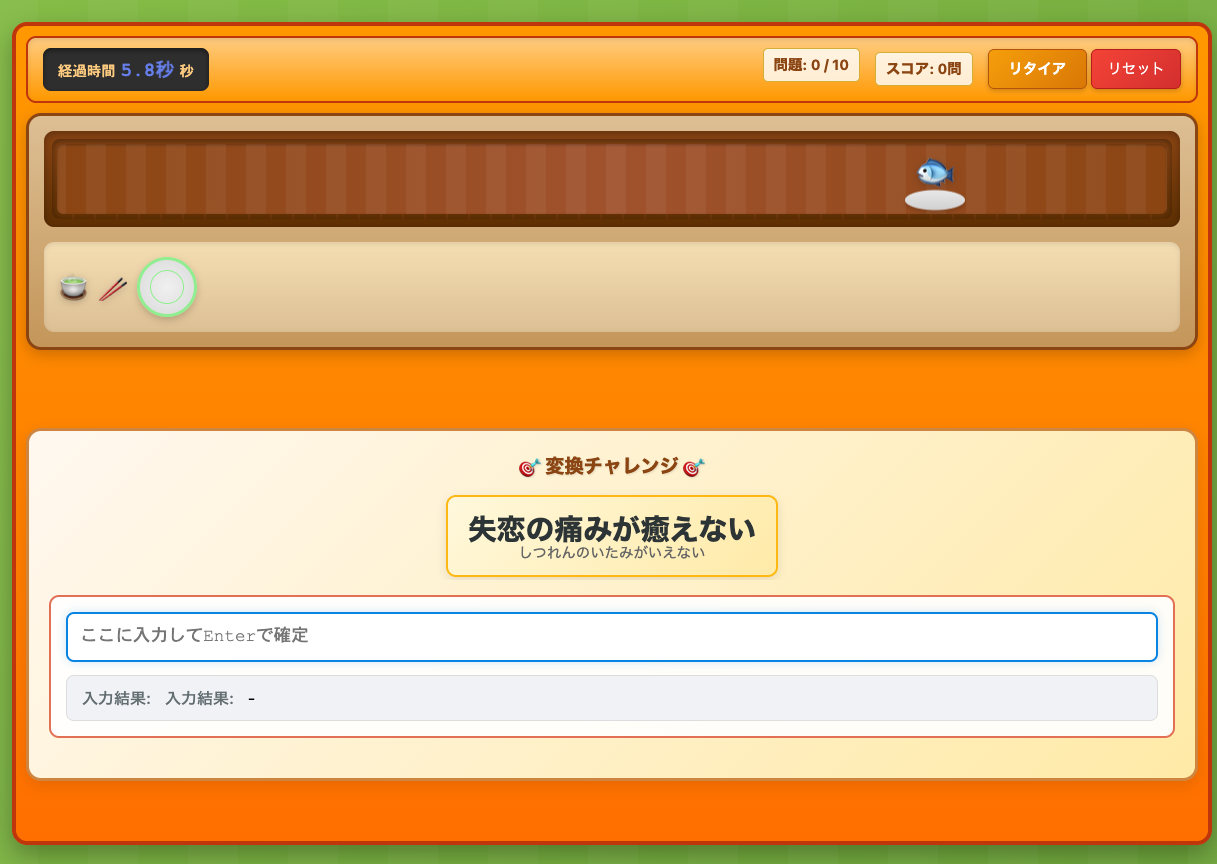 経過時間 5.8秒 秒
問題: 0 / 10
スコア: 0問
リタイア
リセット
🎯 変換チャレンジ 🎯
失恋の痛みが癒えない
しつれんのいたみがいえない
ここに入力してEnterで確定
入力結果: 入力結果: -